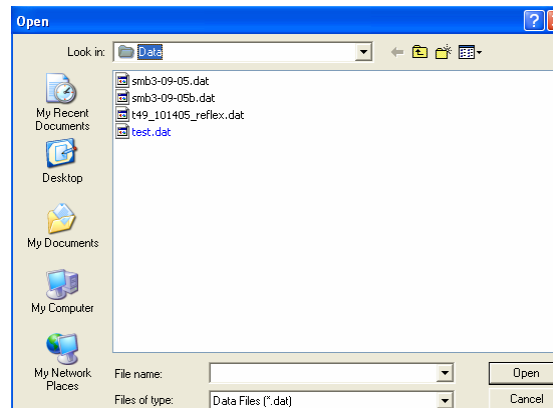 Open
Look in: Data
smb3-09-05.dat
smb3-09-05b.dat
t49_101405_reflex.dat
test.dat
My Recent
Documents
Desktop
My Documents
My Computer
My Network
Places
File name:
Open
Files of type: Data Files (*.dat)
Cancel